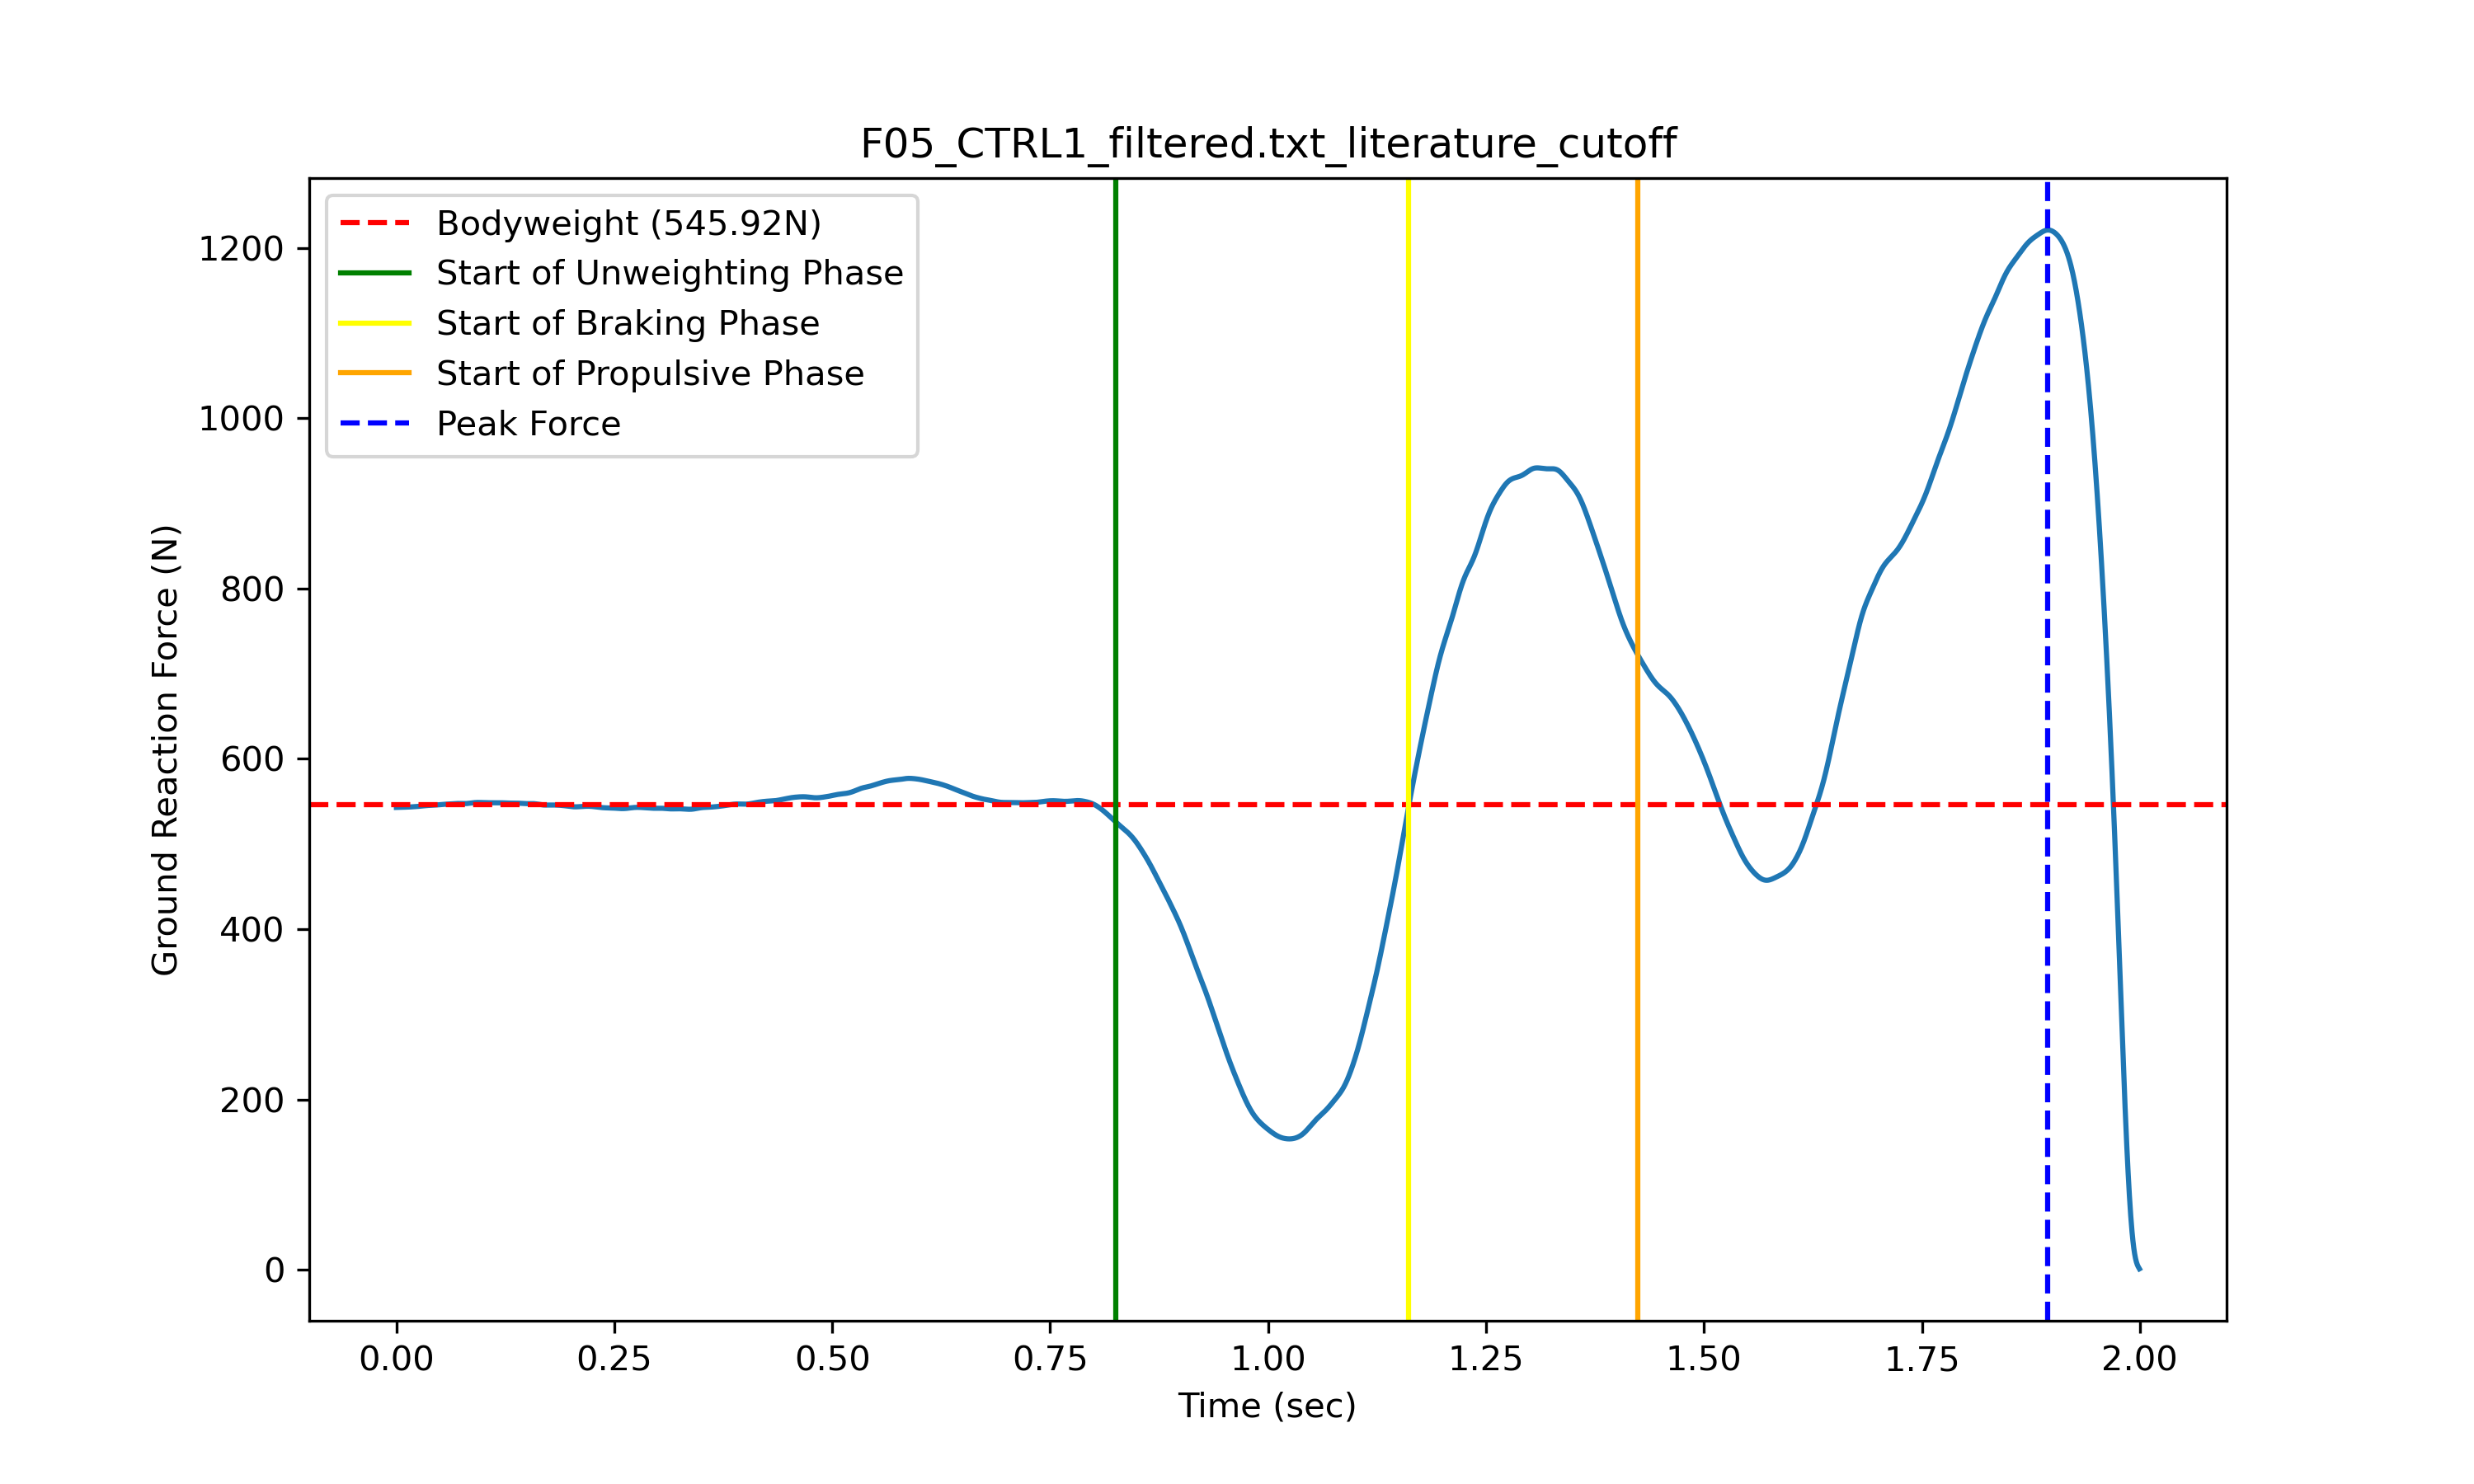 F05_CTRL1_filtered.txt_literature_cutoff
Bodyweight (545.92N)
Start of Unweighting Phase
Start of Braking Phase
Start of Propulsive Phase
Peak Force
Ground Reaction Force (N)
1200
1000
800
600
400
200
0
0.00 0.25 0.50 0.75 1.00 1.25 1.50 1.75 2.00
Time (sec)